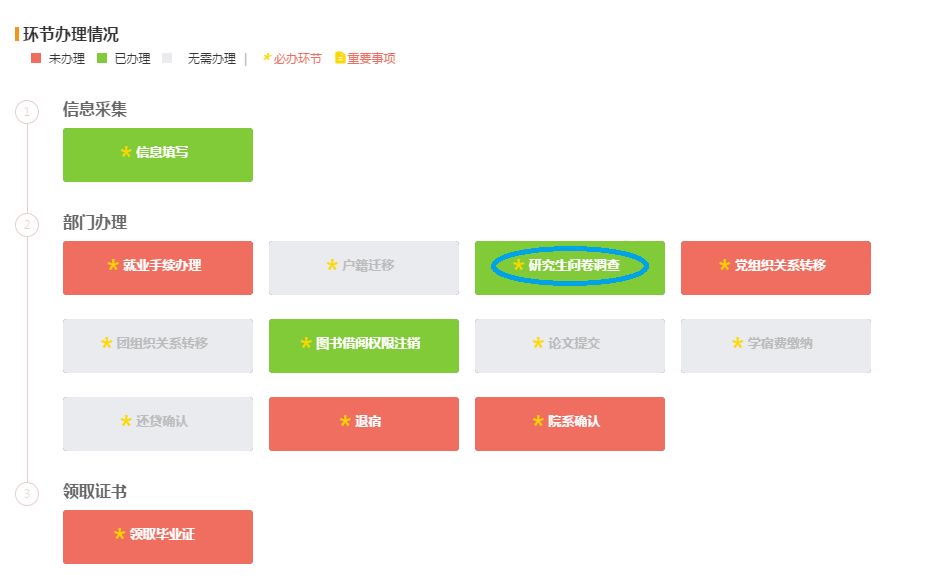 环节办理情况
未办理 已办理 无需办理 | *必办环节 重要事项
1 信息采集
* 信息填写
2 部门办理
* 就业手续办理 * 户籍迁移 * 研究生问卷调查 * 党组织关系转移
* 团组织关系转移 * 图书借阅权限注销 * 论文提交 * 学宿费缴纳
* 还贷确认 * 退宿 * 院系确认
3 领取证书
* 领取毕业证